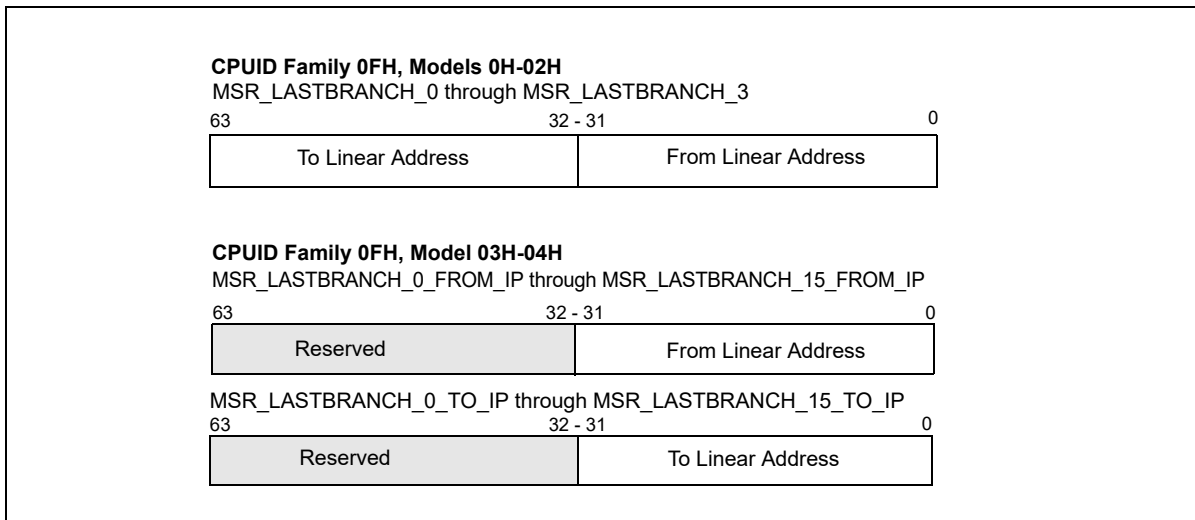 CPUID Family 0FH, Models 0H-02H
MSR_LASTBRANCH_0 through MSR_LASTBRANCH_3
63 32 - 31 0
To Linear Address From Linear Address
CPUID Family 0FH, Model 03H-04H
MSR_LASTBRANCH_0_FROM_IP through MSR_LASTBRANCH_15_FROM_IP
63 32 - 31 0
Reserved From Linear Address
MSR_LASTBRANCH_0_TO_IP through MSR_LASTBRANCH_15_TO_IP
63 32 - 31 0
Reserved To Linear Address